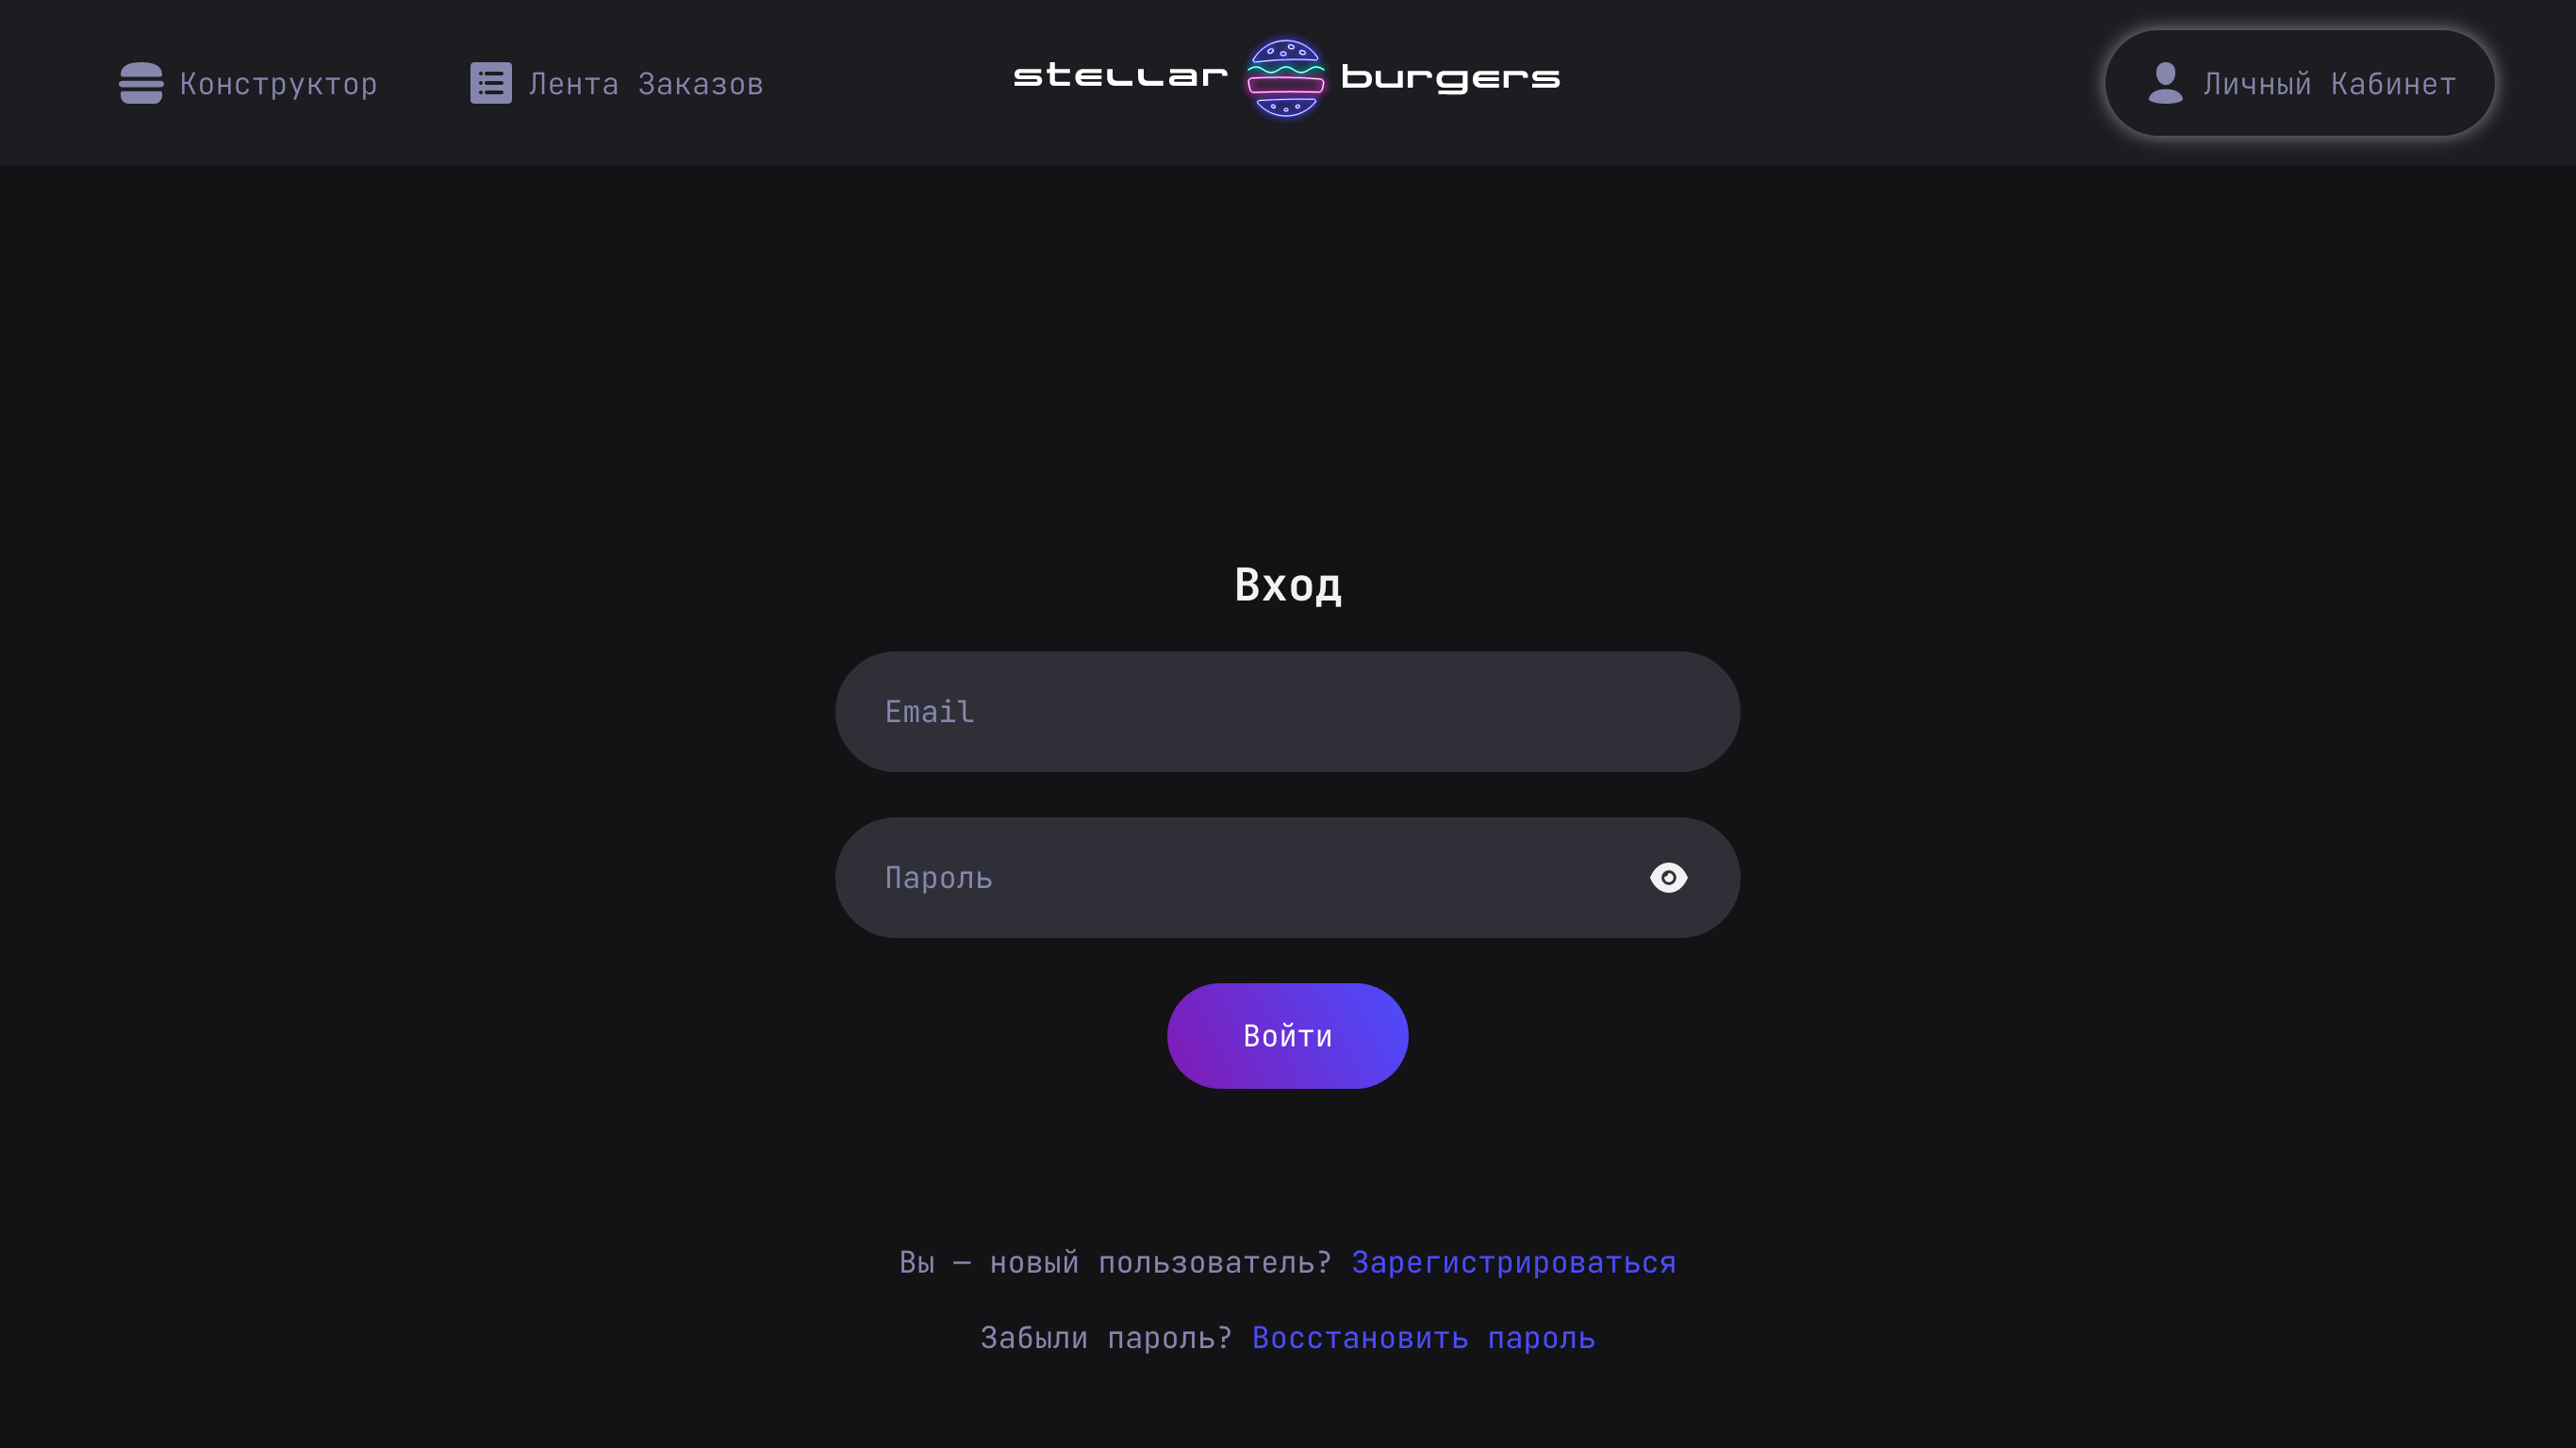 Конструктор
Лента Заказов
stellar burgers
Личный Кабинет
Вход
Email
Пароль
Войти
Вы — новый пользователь? Зарегистрироваться
Забыли пароль? Восстановить пароль